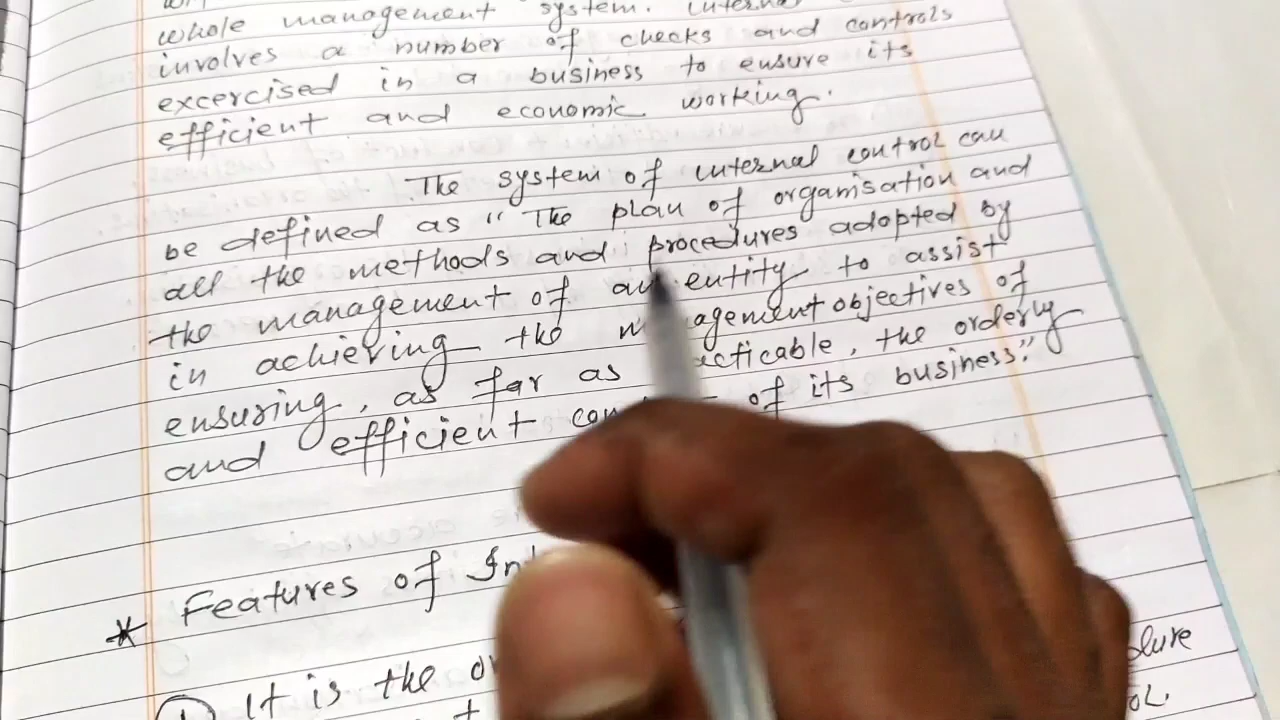 whole management system.
involves a number of checks and controls
excercised in a business to ensure its
efficient and economic working.
The system of internal control can
be defined as " The plan of organisation and
all the methods and procedures adopted by
the management of an entity to assist
in achieving the management objectives of
ensuring, as far as practicable, the orderly
and efficient of its business."
* Features of
1) It is the